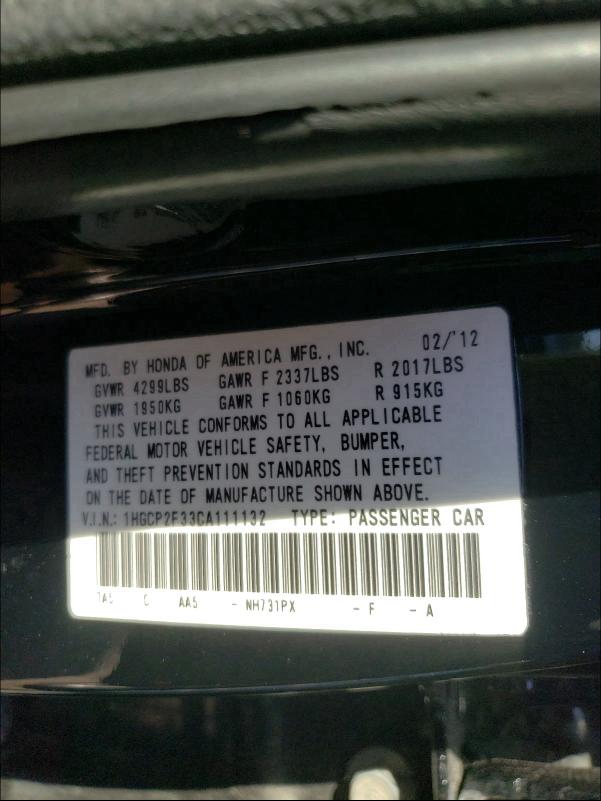 MFD. BY HONDA OF AMERICA MFG., INC. 02/'12
GVWR 4299LBS GAWR F 2337LBS R 2017LBS
GVWR 1950KG GAWR F 1060KG R 915KG
THIS VEHICLE CONFORMS TO ALL APPLICABLE
FEDERAL MOTOR VEHICLE SAFETY, BUMPER,
AND THEFT PREVENTION STANDARDS IN EFFECT
ON THE DATE OF MANUFACTURE SHOWN ABOVE.
V.I.N.: 1HGCP2F33CA111132 TYPE: PASSENGER CAR
TA5 C AA5 - NH731PX - F - A